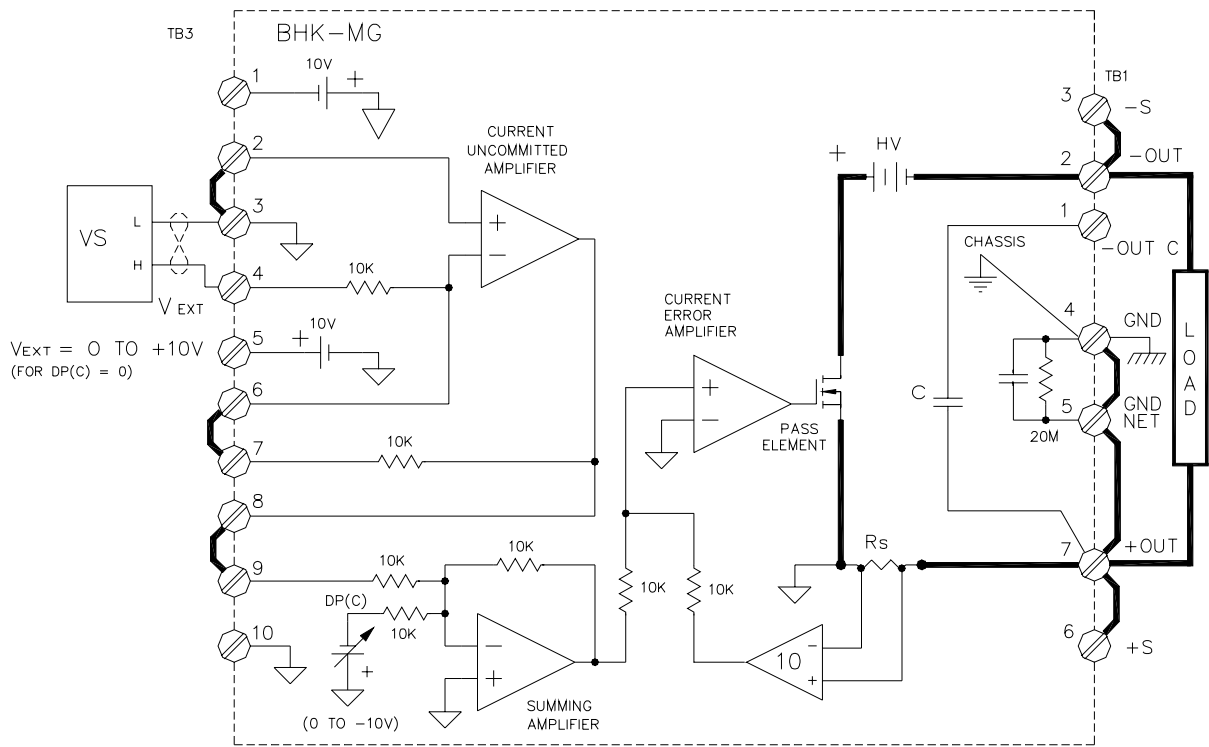 TB3
BHK-MG
1
10V
+
TB1
3
-S
2
CURRENT
UNCOMMITTED
AMPLIFIER
+
HV
2
-OUT
3
+
-
1
-OUT C
VS
L
H
4
10K
CHASSIS
V EXT
CURRENT
ERROR
AMPLIFIER
4
GND
VEXT = 0 TO +10V
(FOR DP(C) = 0)
5
+
10V
6
+
-
C
5
GND
NET
LOAD
PASS
ELEMENT
20M
7
10K
8
Rs
7
+OUT
9
10K
10K
DP(C)
10K
10K
10K
10
+
(0 TO -10V)
-
+
SUMMING
AMPLIFIER
10
-
+
6
+S